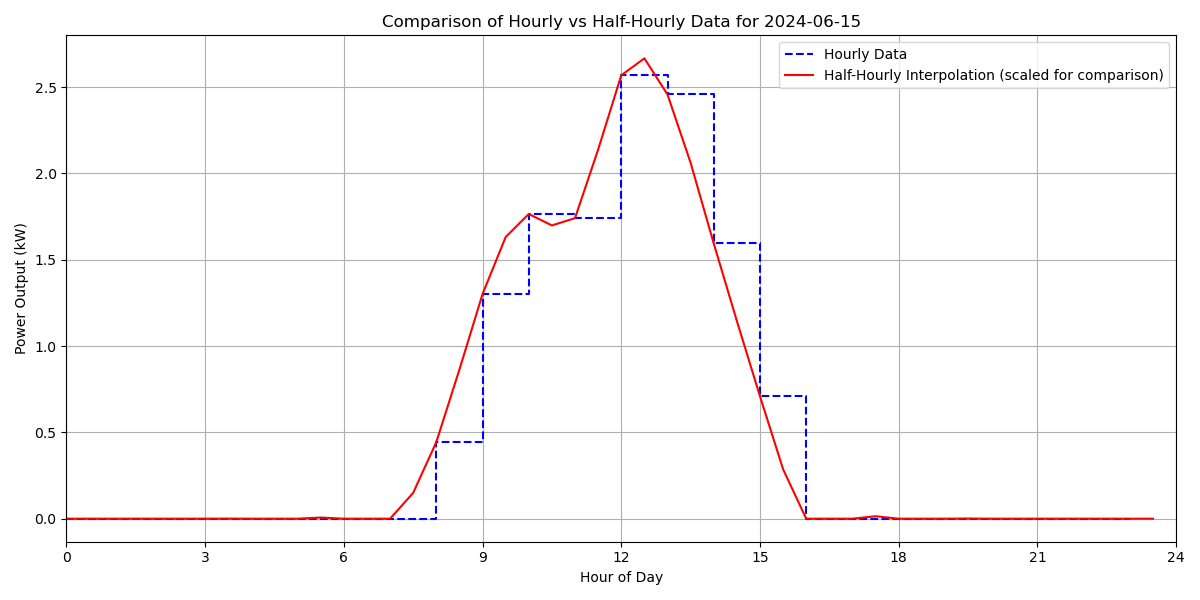 Comparison of Hourly vs Half-Hourly Data for 2024-06-15
Hourly Data
Half-Hourly Interpolation (scaled for comparison)
Power Output (kW)
2.5
2.0
1.5
1.0
0.5
0.0
0 3 6 9 12 15 18 21 24
Hour of Day